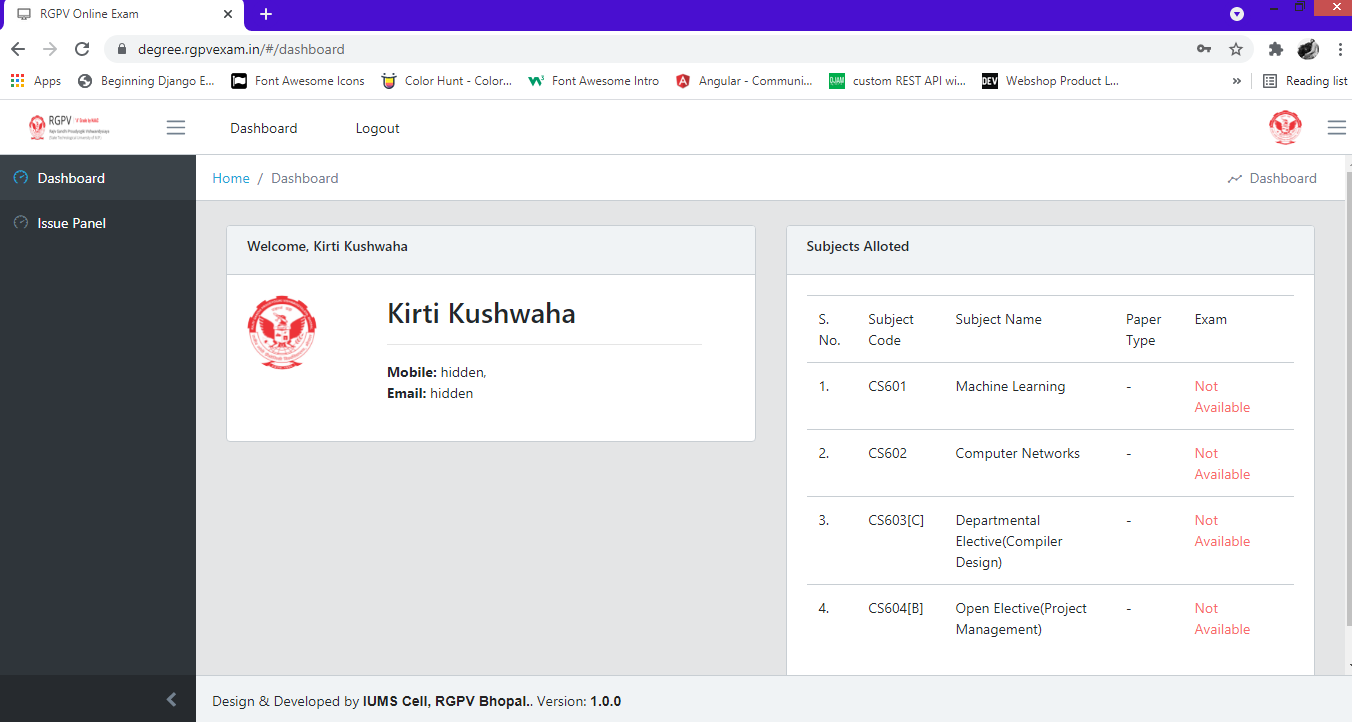 RGPV Online Exam
degree.rgpvexam.in/#/dashboard
Apps Beginning Django E... Font Awesome Icons Color Hunt - Color... Font Awesome Intro Angular - Communi... custom REST API wi... DEV Webshop Product L... » Reading list
RGPV
Dashboard Logout
Dashboard
Issue Panel
Home / Dashboard
Dashboard
Welcome, Kirti Kushwaha
Kirti Kushwaha
Mobile: hidden,
Email: hidden
Subjects Alloted
S. Subject Subject Name Paper Exam
No. Code Type
1. CS601 Machine Learning - Not
Available
2. CS602 Computer Networks - Not
Available
3. CS603[C] Departmental - Not
Elective(Compiler Available
Design)
4. CS604[B] Open Elective(Project - Not
Management) Available
Design & Developed by IUMS Cell, RGPV Bhopal.. Version: 1.0.0